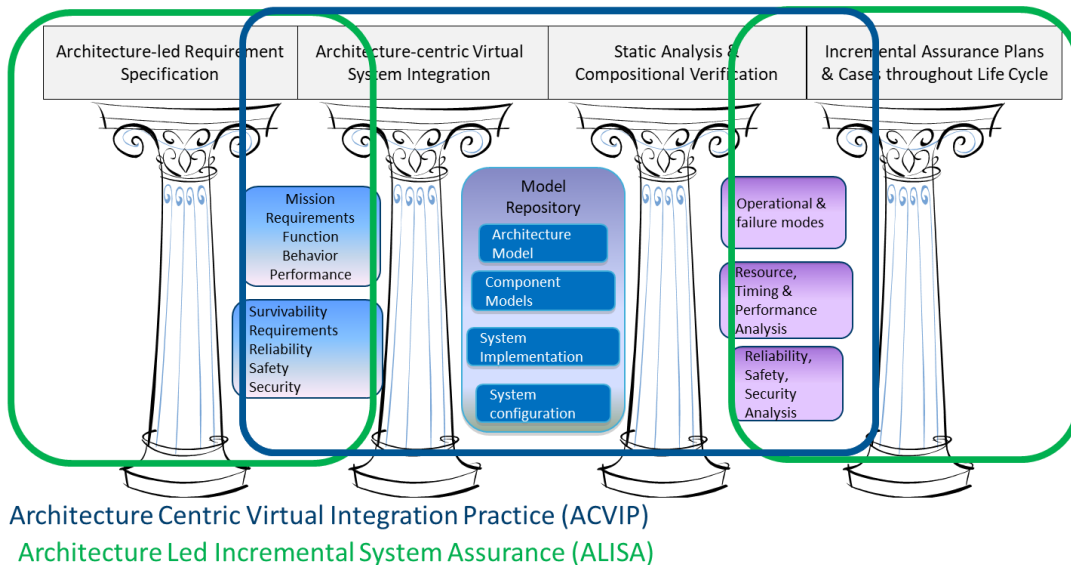 Architecture-led Requirement
Specification
Architecture-centric Virtual
System Integration
Static Analysis &
Compositional Verification
Incremental Assurance Plans
& Cases throughout Life Cycle
Mission
Requirements
Function
Behavior
Performance
Survivability
Requirements
Reliability
Safety
Security
Model
Repository
Architecture
Model
Component
Models
System
Implementation
System
configuration
Operational &
failure modes
Resource,
Timing &
Performance
Analysis
Reliability,
Safety,
Security
Analysis
Architecture Centric Virtual Integration Practice (ACVIP)
Architecture Led Incremental System Assurance (ALISA)